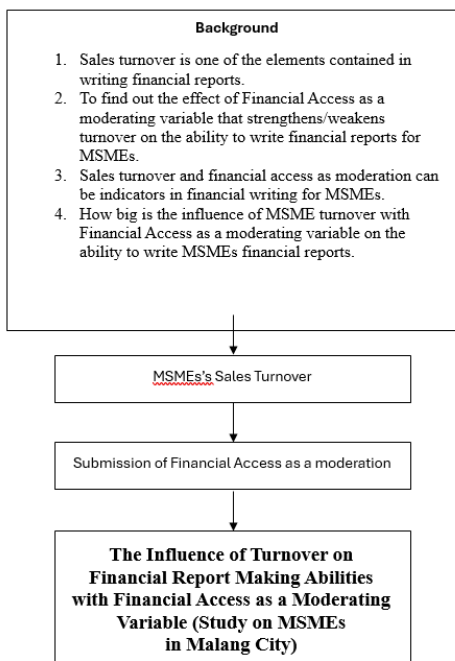 Background
1. Sales turnover is one of the elements contained in
writing financial reports.
2. To find out the effect of Financial Access as a
moderating variable that strengthens/weakens
turnover on the ability to write financial reports for
MSMEs.
3. Sales turnover and financial access as moderation can
be indicators in financial writing for MSMEs.
4. How big is the influence of MSME turnover with
Financial Access as a moderating variable on the
ability to write MSMEs financial reports.
MSMEs's Sales Turnover
Submission of Financial Access as a moderation
The Influence of Turnover on
Financial Report Making Abilities
with Financial Access as a Moderating
Variable (Study on MSMEs
in Malang City)